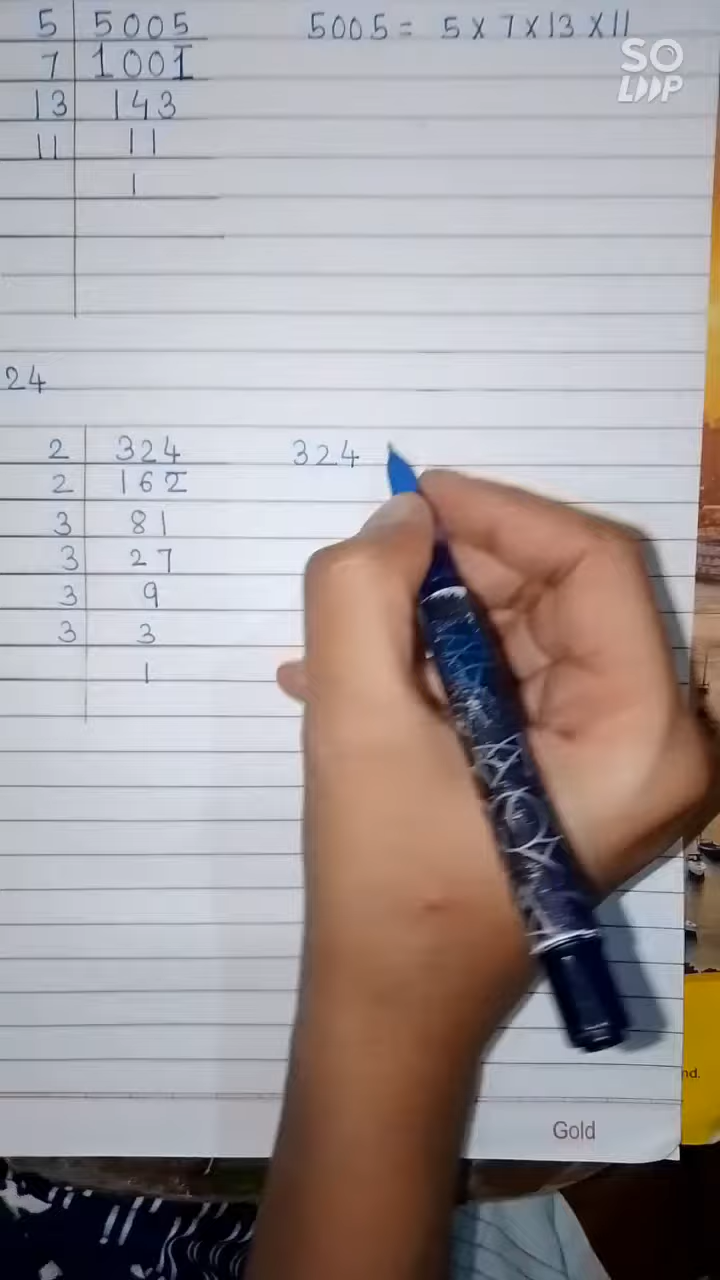 5 5005 5005 = 5 x 7 x 13 x 11
SO
LOOP
7 1001
13 143
11 11
1
24
2 324 324
2 162
3 81
3 27
3 9
3 3
1
nd.
Gold